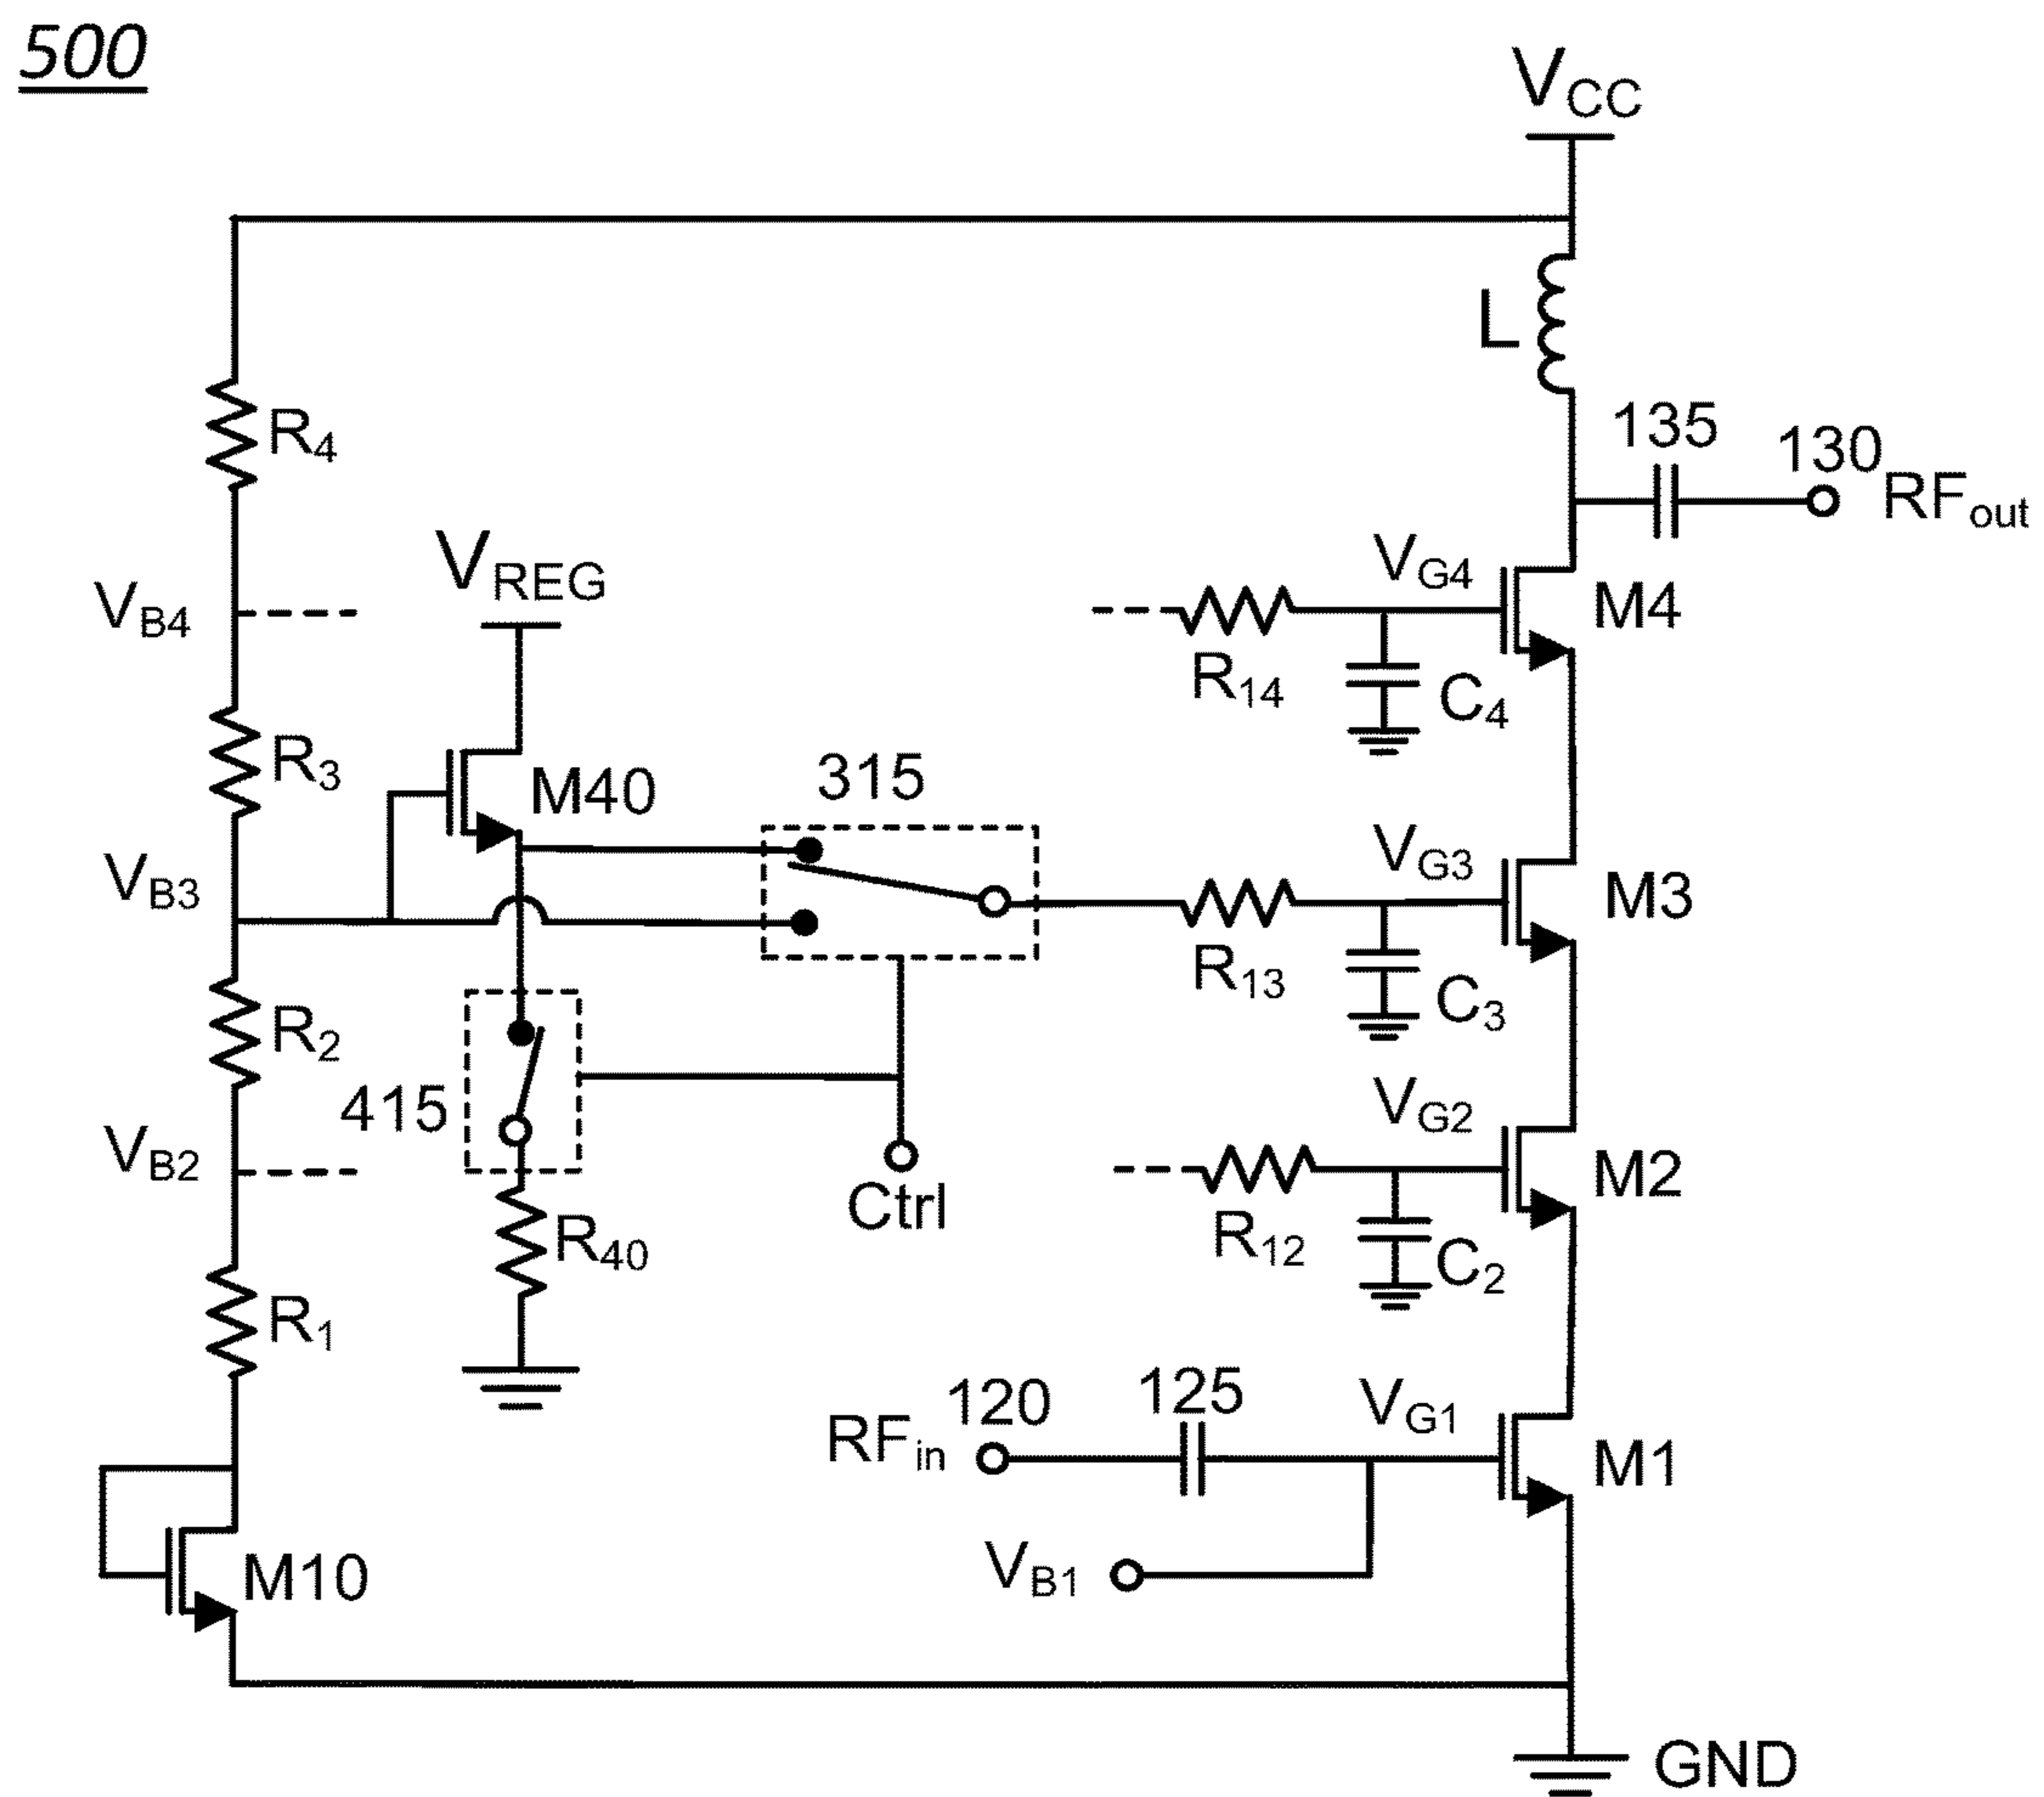 500
VCC
L
135
130
RFout
R4
VREG
VG4
M4
VB4
R14
C4
R3
M40
315
VG3
M3
VB3
R13
C3
R2
415
VG2
M2
VB2
Ctrl
R40
R12
C2
R1
120
125
VG1
RFin
M1
M10
VB1
GND